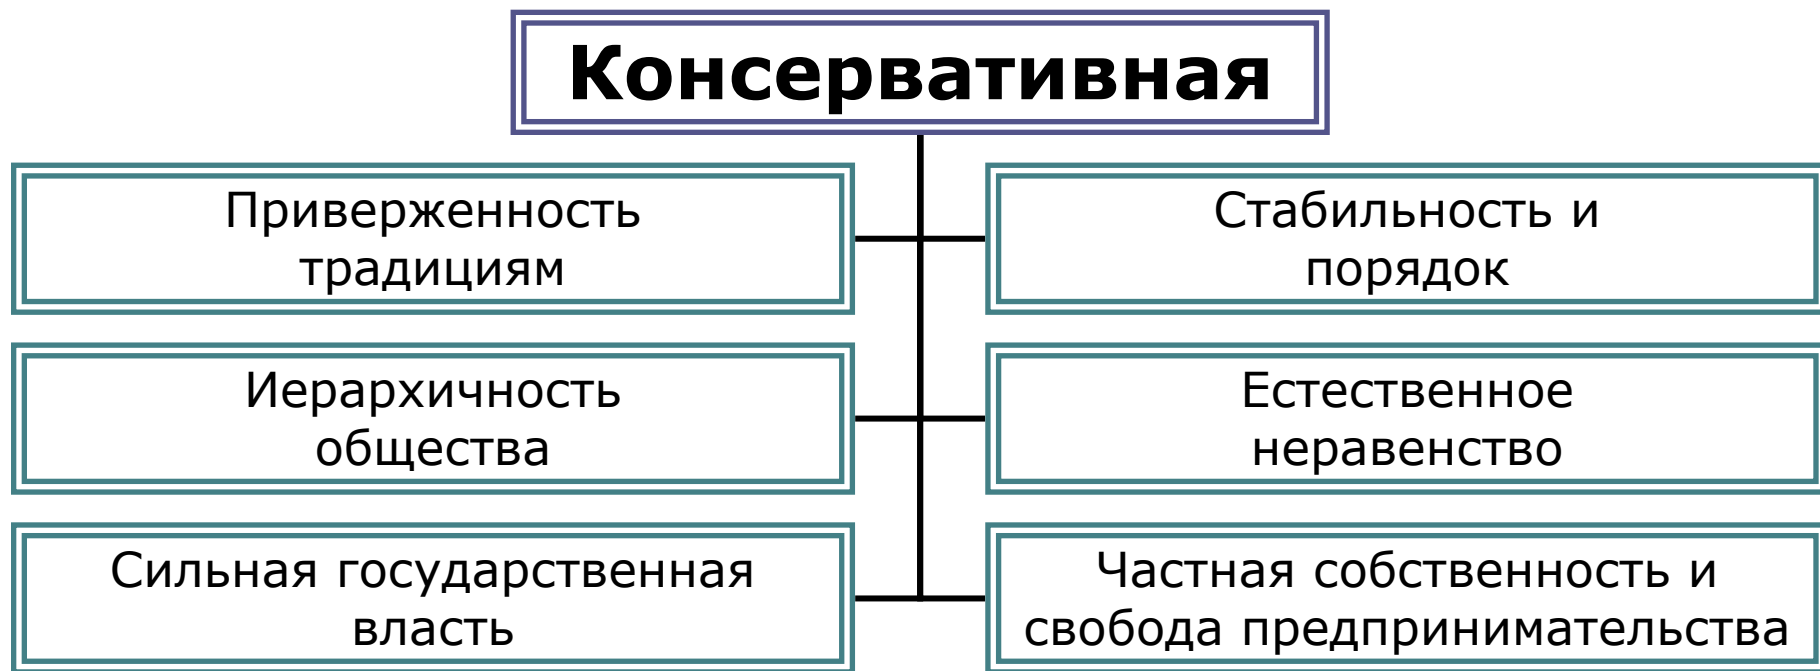 Консервативная
Приверженность
традициям
Стабильность и
порядок
Иерархичность
общества
Естественное
неравенство
Сильная государственная
власть
Частная собственность и
свобода предпринимательства